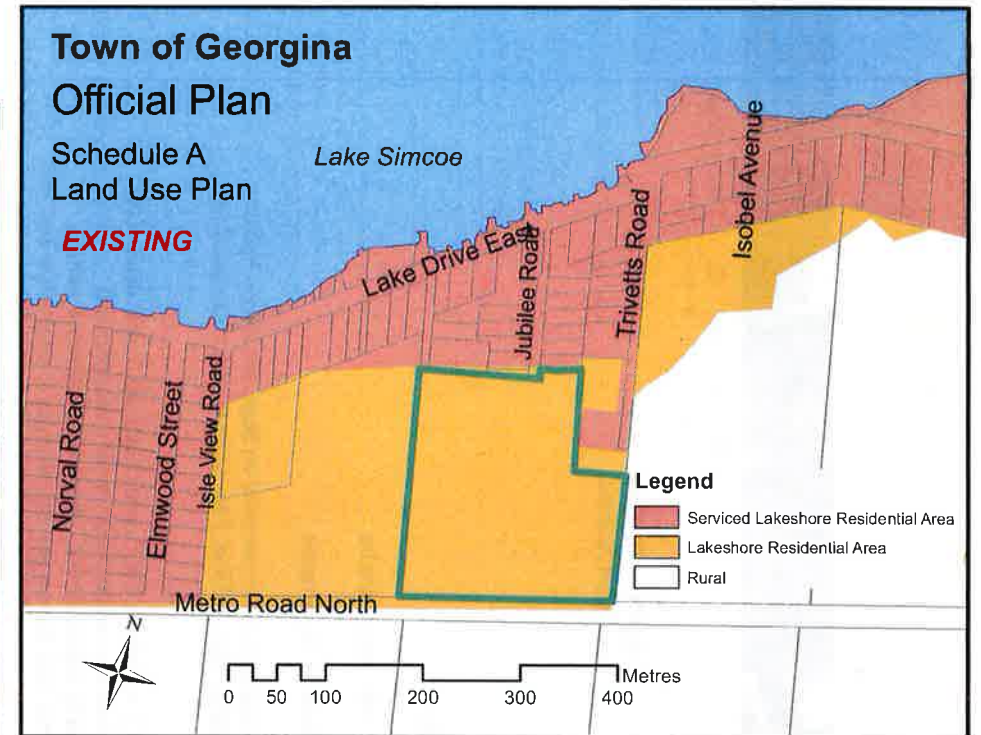 Town of Georgina
Official Plan
Schedule A
Land Use Plan
EXISTING
Lake Simcoe
Lake Drive East
Jubilee Road
Trivetts Road
Isobel Avenue
Norval Road
Elmwood Street
Isle View Road
Metro Road North
Legend
Serviced Lakeshore Residential Area
Lakeshore Residential Area
Rural
N
Metres
0 50 100 200 300 400